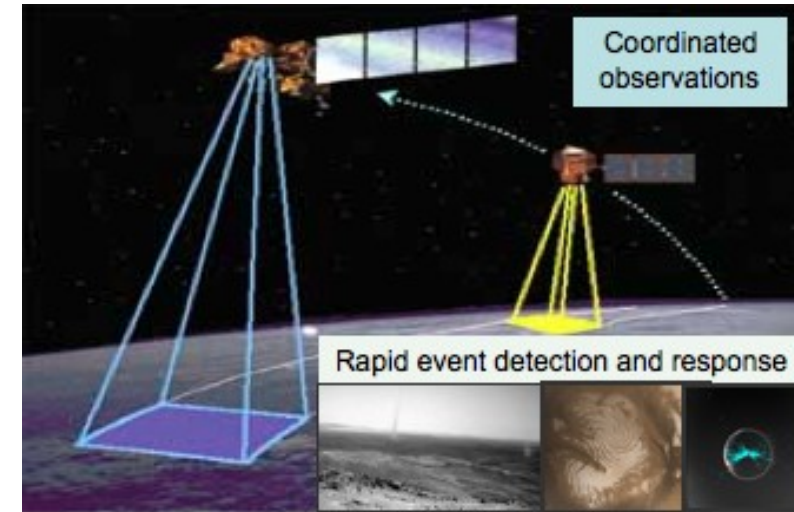 Coordinated
observations
Rapid event detection and response